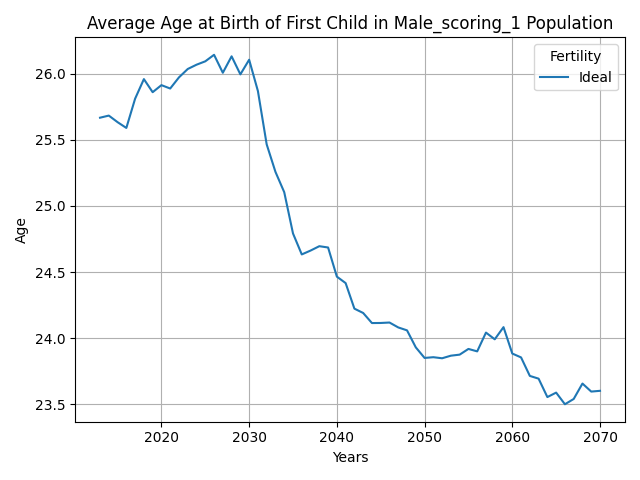 Average Age at Birth of First Child in Male_scoring_1 Population
Fertility
Ideal
26.0
25.5
25.0
24.5
24.0
23.5
Age
2020 2030 2040 2050 2060 2070
Years